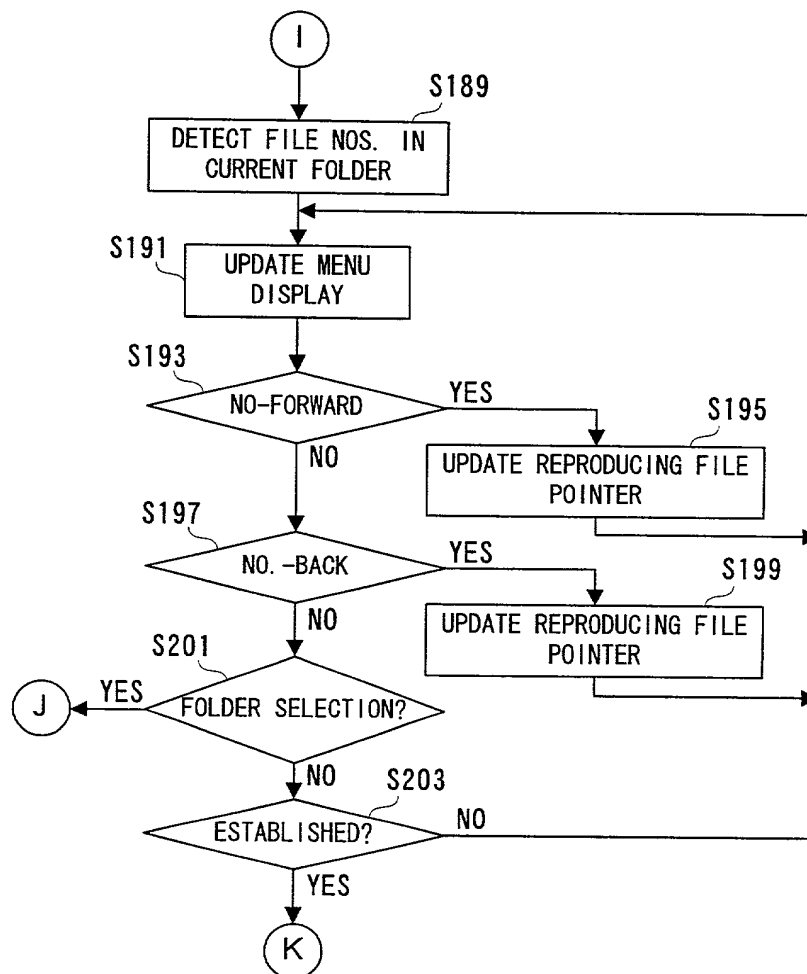 I
S189
DETECT FILE NOS. IN
CURRENT FOLDER
S191
UPDATE MENU
DISPLAY
S193
NO-FORWARD
YES
NO
S195
UPDATE REPRODUCING FILE
POINTER
S197
NO.-BACK
YES
NO
S199
UPDATE REPRODUCING FILE
POINTER
S201
FOLDER SELECTION?
YES
J
NO
S203
ESTABLISHED?
NO
YES
K